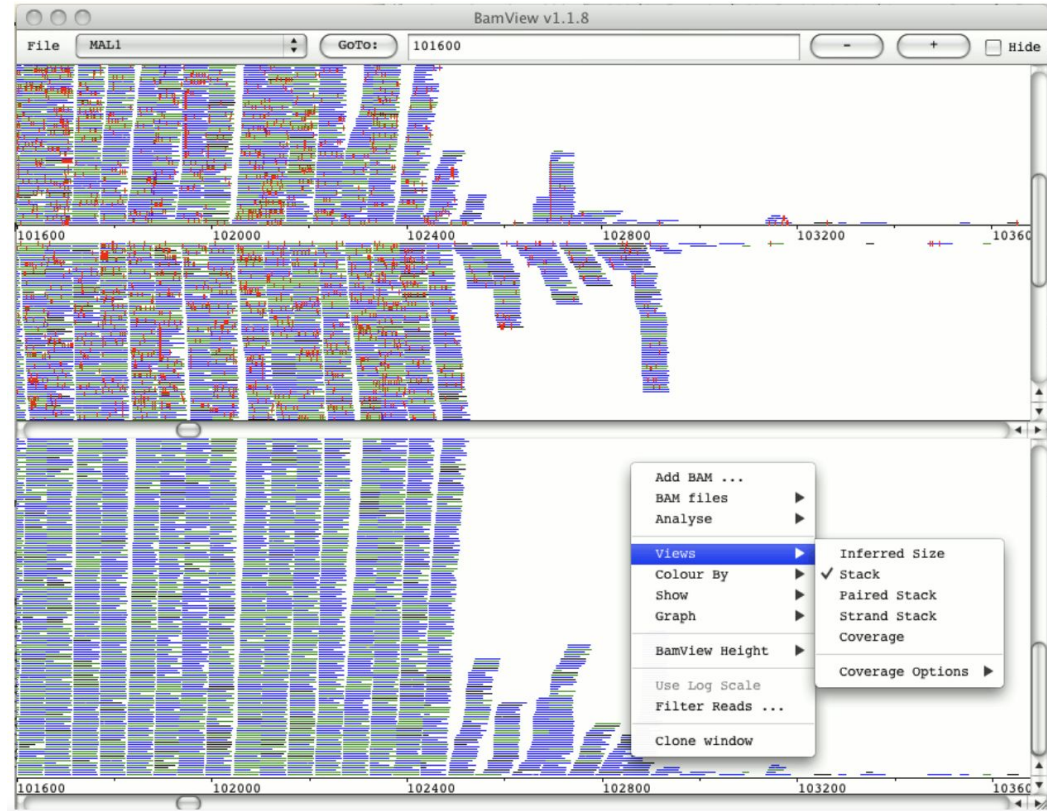 BamView v1.1.8
File MAL1 GoTo: 101600 - + Hide
101600 102000 102400 102800 103200 10360
Add BAM ...
BAM files
Analyse
Views
Colour By
Show
Graph
BamView Height
Use Log Scale
Filter Reads ...
Clone window
Inferred Size
Stack
Paired Stack
Strand Stack
Coverage
Coverage Options
101600 102000 102400 102800 103200 10360